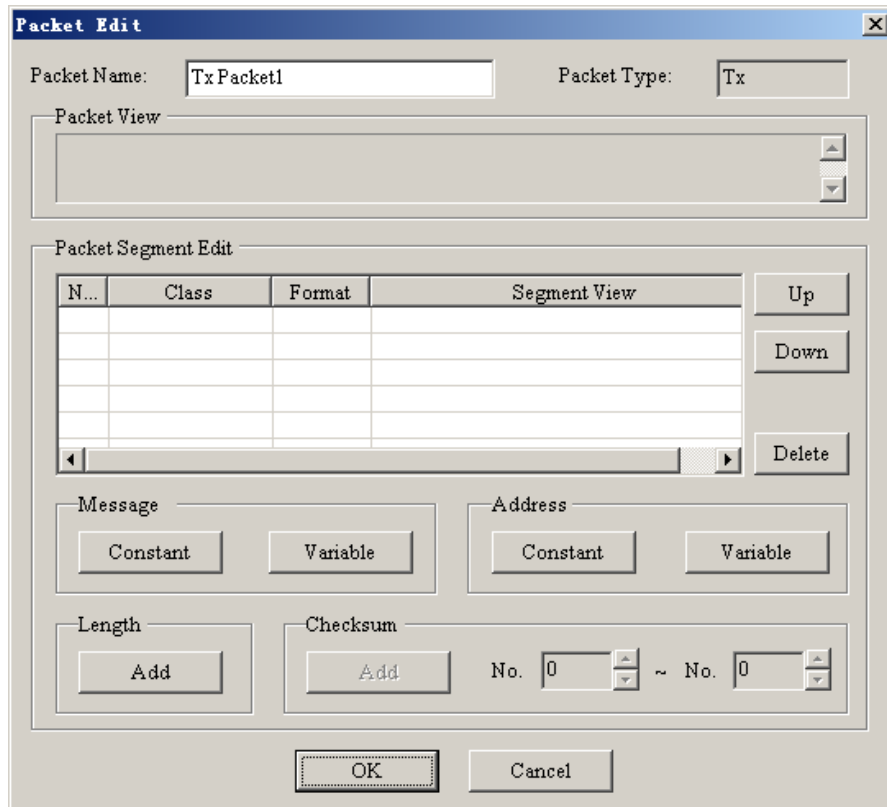 Packet Edit
Packet Name: Tx Packet1 Packet Type: Tx
Packet View
Packet Segment Edit
N... Class Format Segment View
Up
Down
Delete
Message Address
Constant Variable Constant Variable
Length Checksum
Add Add No. 0 ~ No. 0
OK Cancel